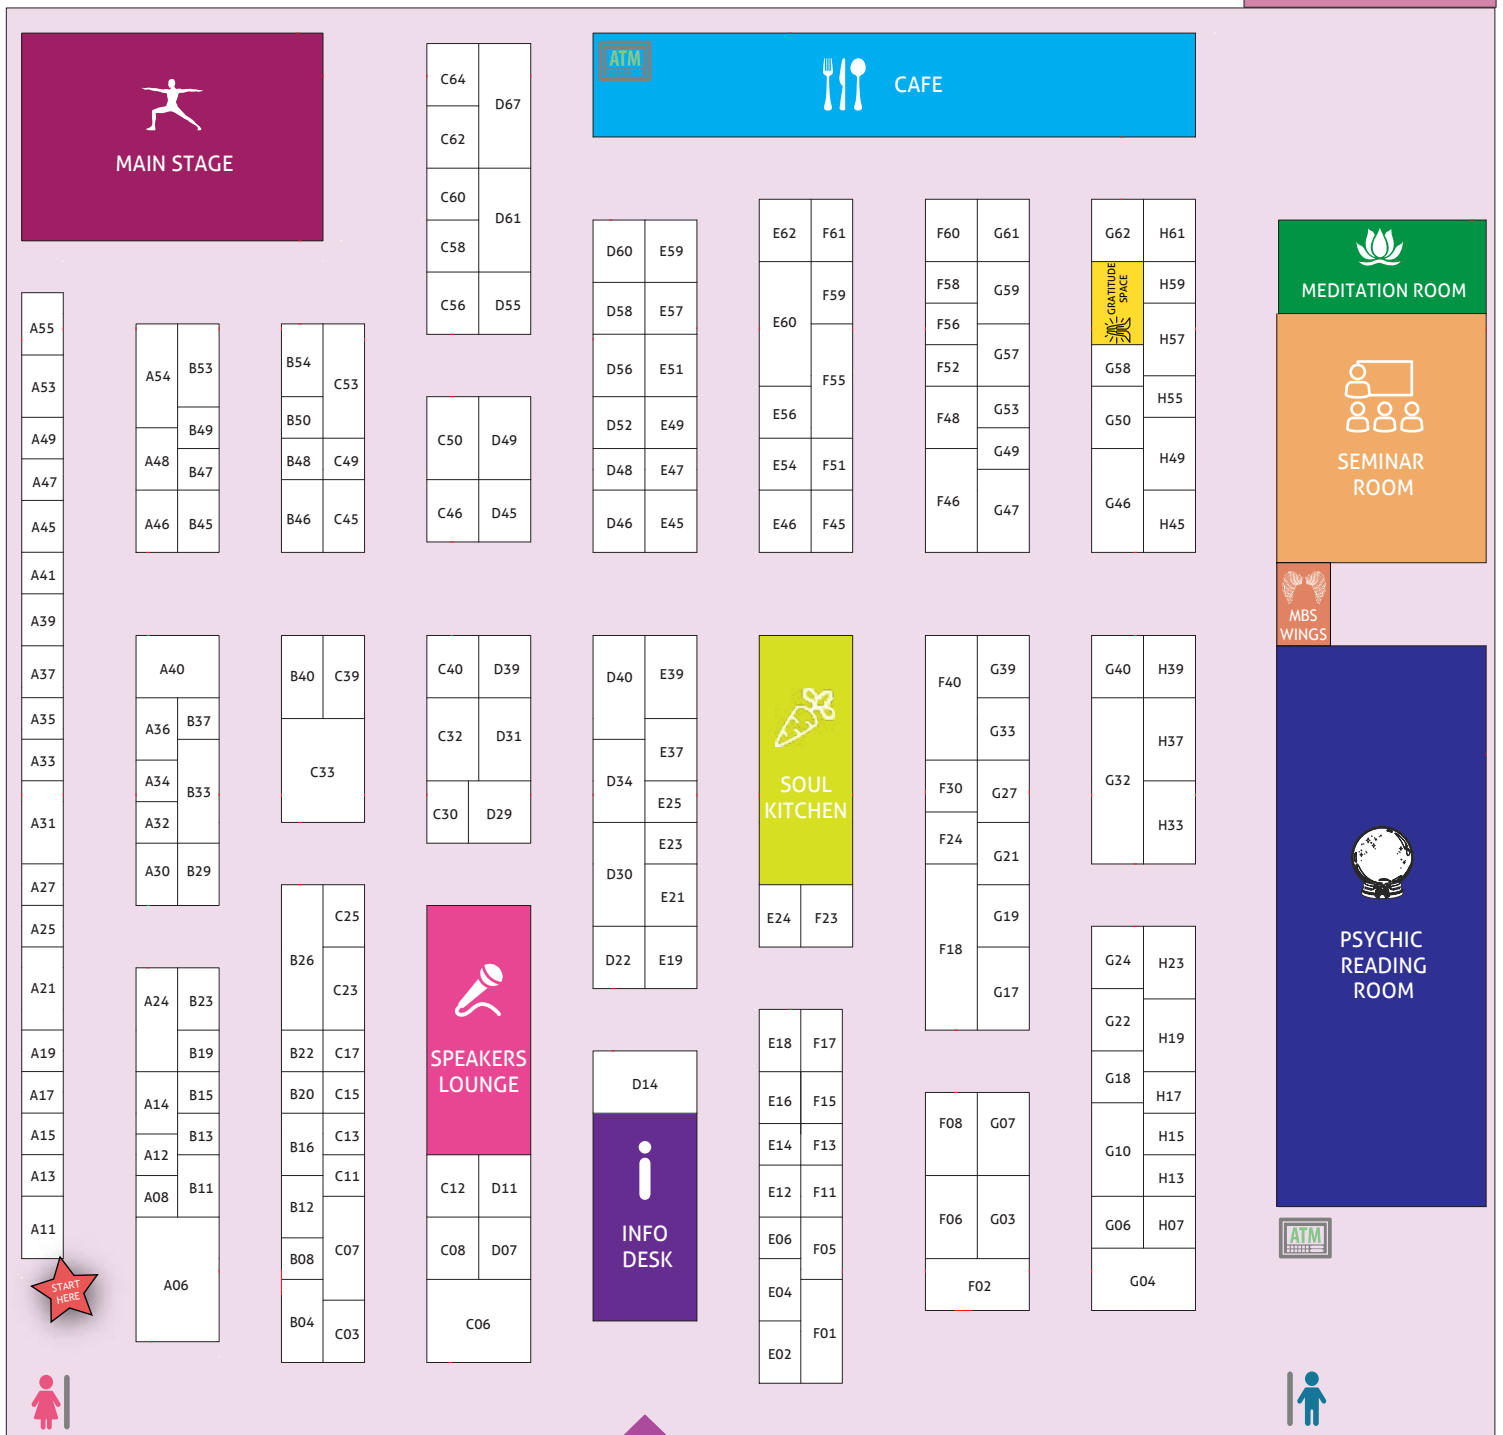 MAIN STAGE
ATM
CAFE
C64
D67
C62
C60
D61
C58
C56
D55
D60
E59
D58
E57
D56
E51
D52
E49
D48
E47
D46
E45
E62
F61
F59
E60
F55
E56
E54
F51
E46
F45
F60
G61
F58
G59
F56
G57
F52
F48
G53
G49
F46
G47
G62
H61
GRATITUDE
SPACE
H59
H57
G58
H55
G50
H49
G46
H45
MEDITATION ROOM
SEMINAR
ROOM
MBS
WINGS
PSYCHIC
READING
ROOM
ATM
A55
A53
A49
A47
A45
A41
A39
A37
A35
A33
A31
A27
A25
A21
A19
A17
A15
A13
A11
START
HERE
A54
B53
B49
A48
B47
A46
B45
B54
C53
B50
B48
C49
B46
C45
C50
D49
C46
D45
A40
A36
B37
A34
B33
A32
A30
B29
B40
C39
C33
C40
D39
C32
D31
C30
D29
D40
E39
E37
D34
E25
E23
D30
E21
D22
E19
SOUL
KITCHEN
E24
F23
F40
G39
G33
F30
G27
F24
G21
F18
G19
G17
G40
H39
G32
H37
H33
A24
B23
B19
A14
B15
B13
A12
A08
B11
A06
B26
C25
C23
B22
C17
B20
C15
B16
C13
C11
B12
C07
B08
B04
C03
SPEAKERS
LOUNGE
C12
D11
C08
D07
C06
D14
INFO
DESK
E18
F17
E16
F15
E14
F13
E12
F11
E06
F05
E04
F01
E02
F08
G07
F06
G03
F02
G24
H23
G22
H19
G18
H17
G10
H15
H13
G06
H07
G04